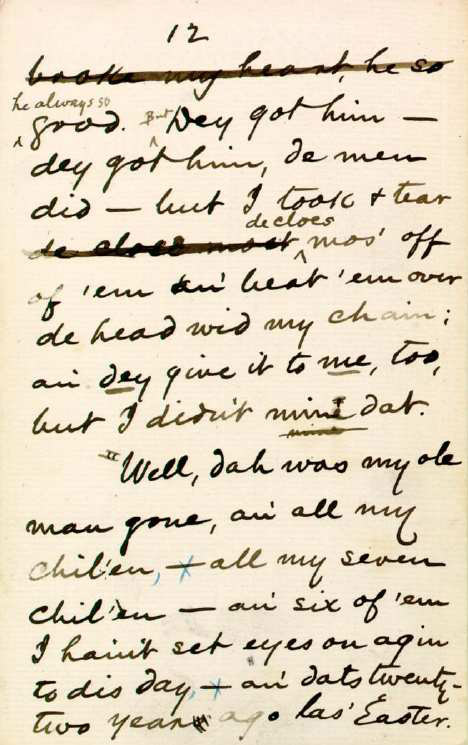 12
broke my heart, he so
he always so
good. But Dey got him —
dey got him, de men
did — but I took & tear
de cloes
de cloes most mos' off
of 'em an' beat 'em over
de head wid my chain;
an' dey give it to me, too,
but I didn't mine dat.
"Well, dah was my ole
man gone, an' all my
chil'en, — all my seven
chil'en — an' six of 'em
I hain't set eyes on agin
to dis day, — an' dats twenty-
two year ago las' Easter.